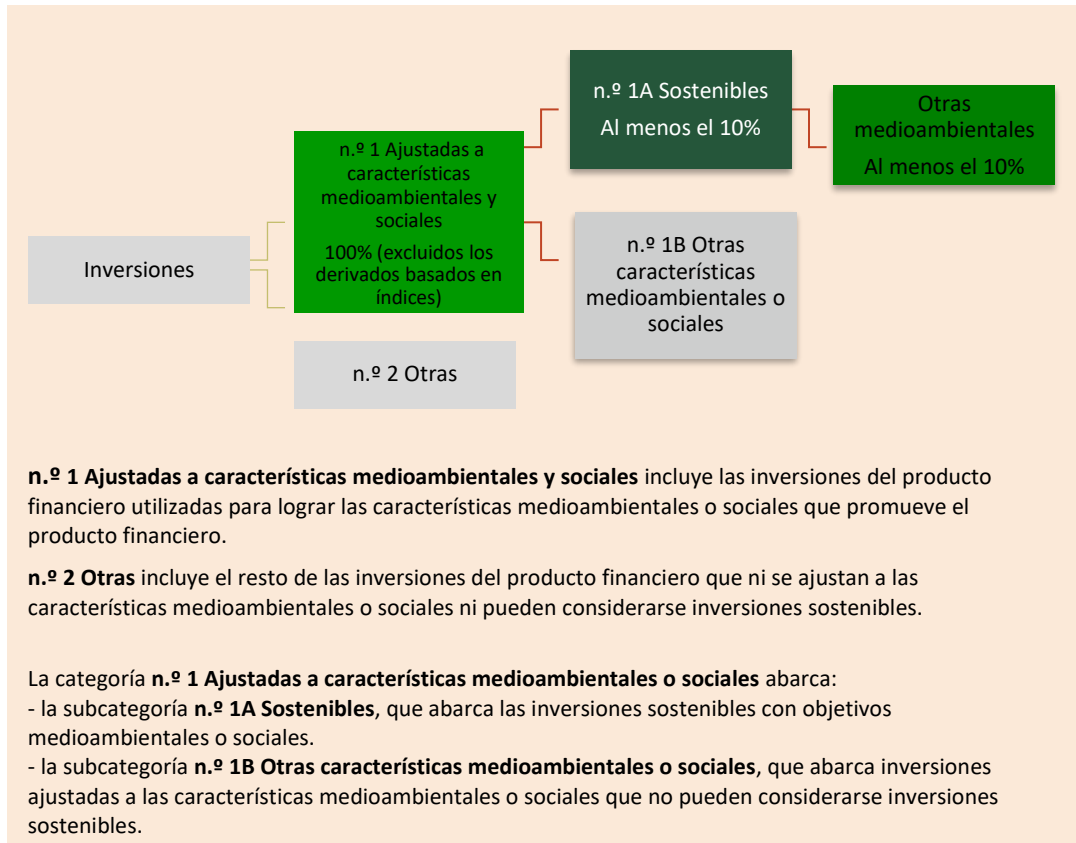 n.º 1A Sostenibles
Al menos el 10%
Otras
medioambientales
Al menos el 10%
n.º 1 Ajustadas a
características
medioambientales y
sociales
100% (excluidos los
derivados basados en
índices)
Inversiones
n.º 1B Otras
características
medioambientales o
sociales
n.º 2 Otras
n.º 1 Ajustadas a características medioambientales y sociales incluye las inversiones del producto
financiero utilizadas para lograr las características medioambientales o sociales que promueve el
producto financiero.
n.º 2 Otras incluye el resto de las inversiones del producto financiero que ni se ajustan a las
características medioambientales o sociales ni pueden considerarse inversiones sostenibles.
La categoría n.º 1 Ajustadas a características medioambientales o sociales abarca:
- la subcategoría n.º 1A Sostenibles, que abarca las inversiones sostenibles con objetivos
medioambientales o sociales.
- la subcategoría n.º 1B Otras características medioambientales o sociales, que abarca inversiones
ajustadas a las características medioambientales o sociales que no pueden considerarse inversiones
sostenibles.